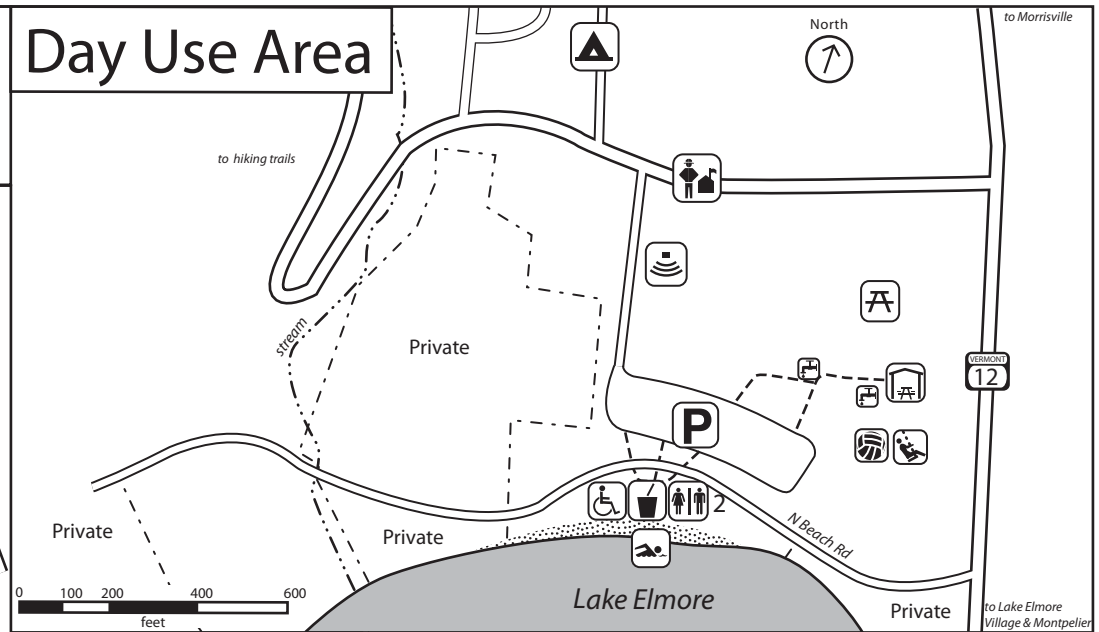 Day Use Area
North
to Morrisville
to hiking trails
stream
Private
VERMONT
12
P
2
N Beach Rd
Private
Private
Lake Elmore
Private
to Lake Elmore
Village & Montpelier
0 100 200 400 600
feet